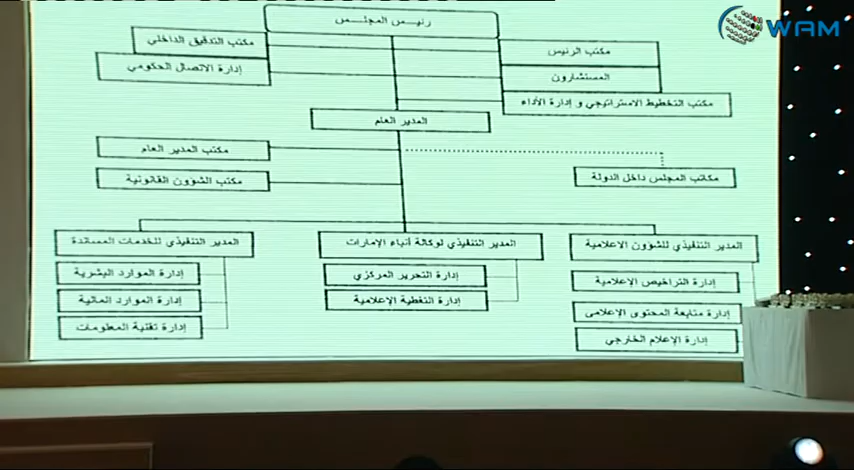 WAM
رئيس المجلس
مكتب الرئيس
المستشارون
مكتب التخطيط الاستراتيجي و إدارة الأداء
مكتب التدقيق الداخلي
إدارة الاتصال الحكومي
المدير العام
مكتب المدير العام
مكتب الشؤون القانونية
مكاتب المجلس داخل الدولة
المدير التنفيذي للشؤون الاعلامية
إدارة التراخيص الإعلامية
إدارة متابعة المحتوى الإعلامى
إدارة الإعلام الخارجي
المدير التنفيذي لوكالة أنباء الإمارات
إدارة التحرير المركزي
إدارة التغطية الإعلامية
المدير التنفيذي للخدمات المساندة
إدارة الموارد البشرية
إدارة الموارد المالية
إدارة تقنية المعلومات